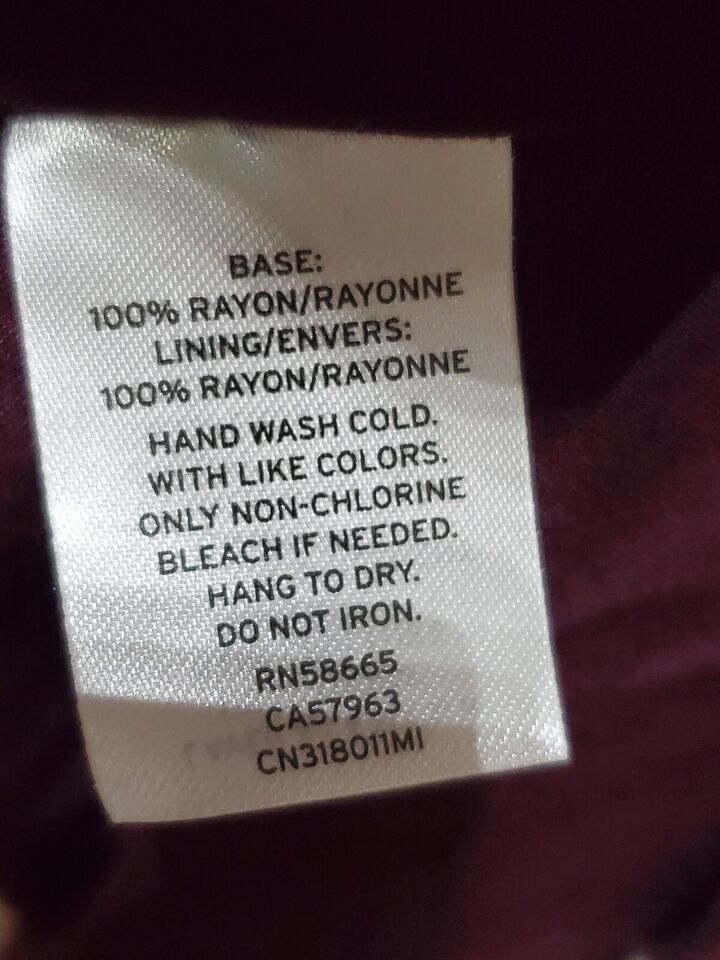 BASE:
100% RAYON/RAYONNE
LINING/ENVERS:
100% RAYON/RAYONNE
HAND WASH COLD.
WITH LIKE COLORS.
ONLY NON-CHLORINE
BLEACH IF NEEDED.
HANG TO DRY.
DO NOT IRON.
RN58665
CA57963
CN318011MI